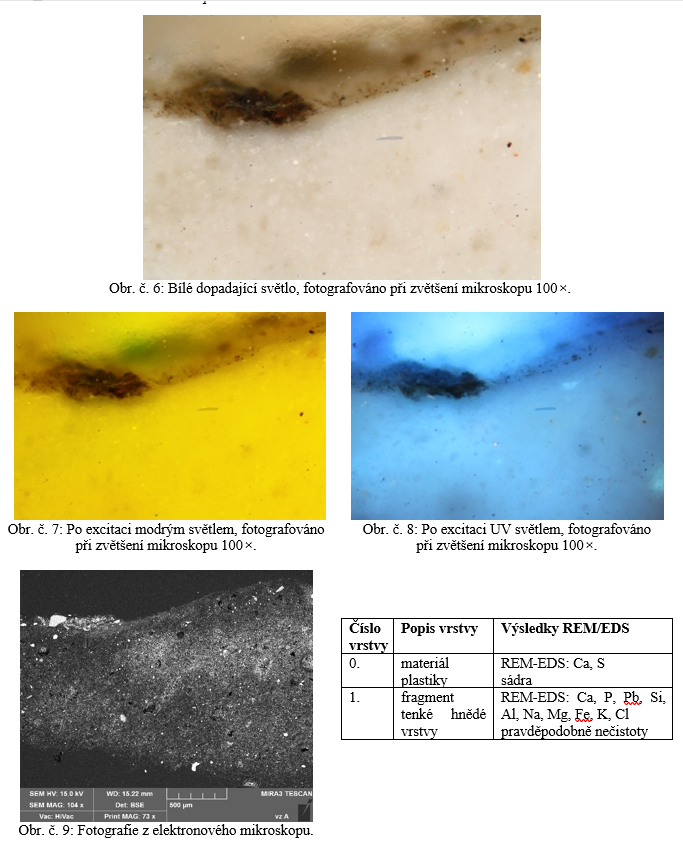 Obr. č. 6: Bílé dopadající světlo, fotografováno při zvětšení mikroskopu 100×.
Obr. č. 7: Po excitaci modrým světlem, fotografováno
při zvětšení mikroskopu 100×.
Obr. č. 8: Po excitaci UV světlem, fotografováno
při zvětšení mikroskopu 100×.
SEM HV: 15.0 kV
WD: 15.22 mm
MIRA3 TESCAN
SEM MAG: 104 x
Det: BSE
500 µm
Vac: HiVac
Print MAG: 73 x
vz A
Obr. č. 9: Fotografie z elektronového mikroskopu.
Číslo
vrstvy
Popis vrstvy
Výsledky REM/EDS
0.
materiál
plastiky
REM-EDS: Ca, S
sádra
1.
fragment
tenké hnědé
vrstvy
REM-EDS: Ca, P, Pb, Si,
Al, Na, Mg, Fe, K, Cl
pravděpodobně nečistoty